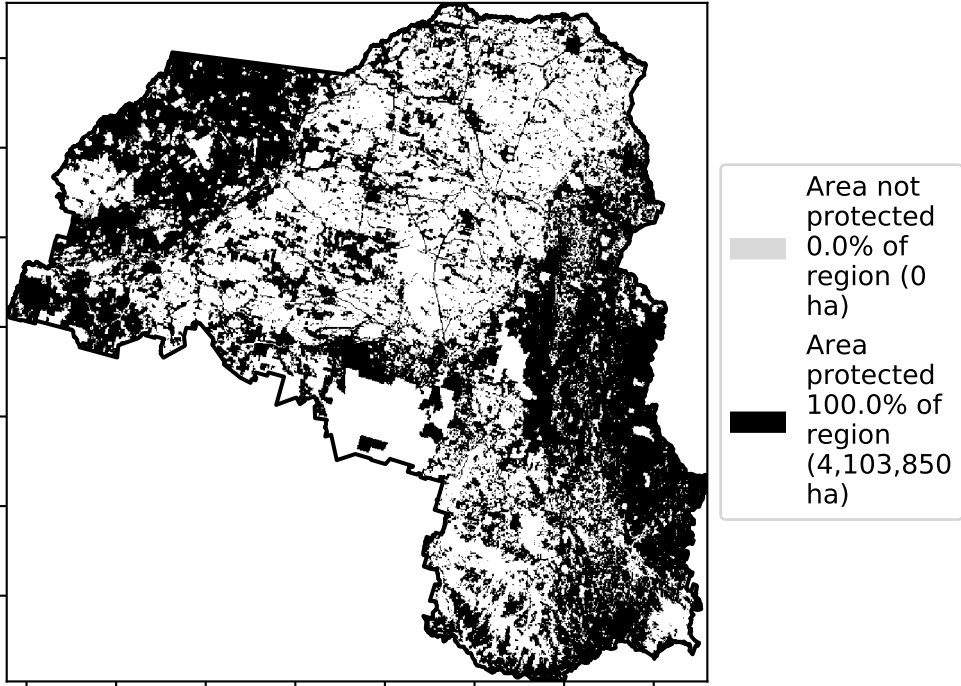 Area not
protected
0.0% of
region (0
ha)
Area
protected
100.0% of
region
(4,103,850
ha)